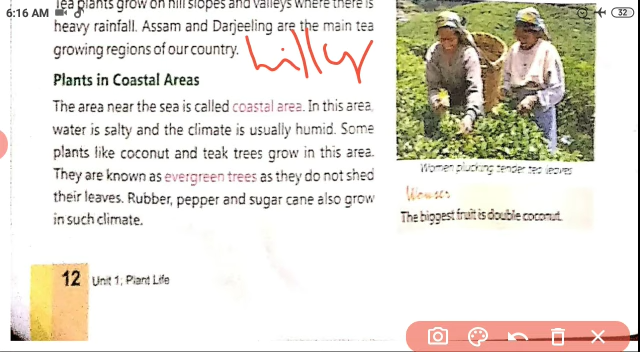 6:16 AM
32
Tea plants grow on hill slopes and valleys where there is
heavy rainfall. Assam and Darjeeling are the main tea
growing regions of our country.
hilly
Plants in Coastal Areas
The area near the sea is called coastal area. In this area,
water is salty and the climate is usually humid. Some
plants like coconut and teak trees grow in this area.
They are known as evergreen trees as they do not shed
their leaves. Rubber, pepper and sugar cane also grow
in such climate.
Women plucking tender tea leaves
The biggest fruit is double coconut.
12 Unit 1; Plant Life